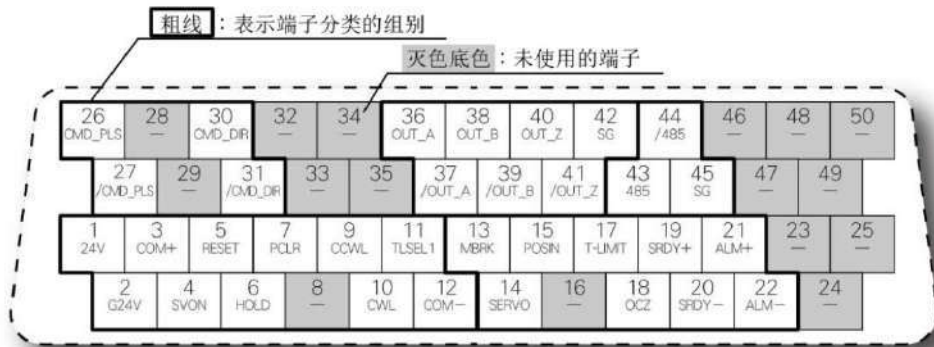 粗线：表示端子分类的组别
灰色底色：未使用的端子
26 28 30 32 34 36 38 40 42 44 46 48 50
CMD_PLS — CMD_DIR — — OUT_A OUT_B OUT_Z SG /485 — — —
27 29 31 33 35 37 39 41 43 45 47 49
/CMD_PLS — /CMD_DIR — — /OUT_A /OUT_B /OUT_Z 485 SG — —
1 3 5 7 9 11 13 15 17 19 21 23 25
24V COM+ RESET PCLR CCWL TLSEL1 MBRK POSIN T-LIMIT SRDY+ ALM+ — —
2 4 6 8 10 12 14 16 18 20 22 24
G24V SVON HOLD — CWL COM− SERVO — OCZ SRDY− ALM− —